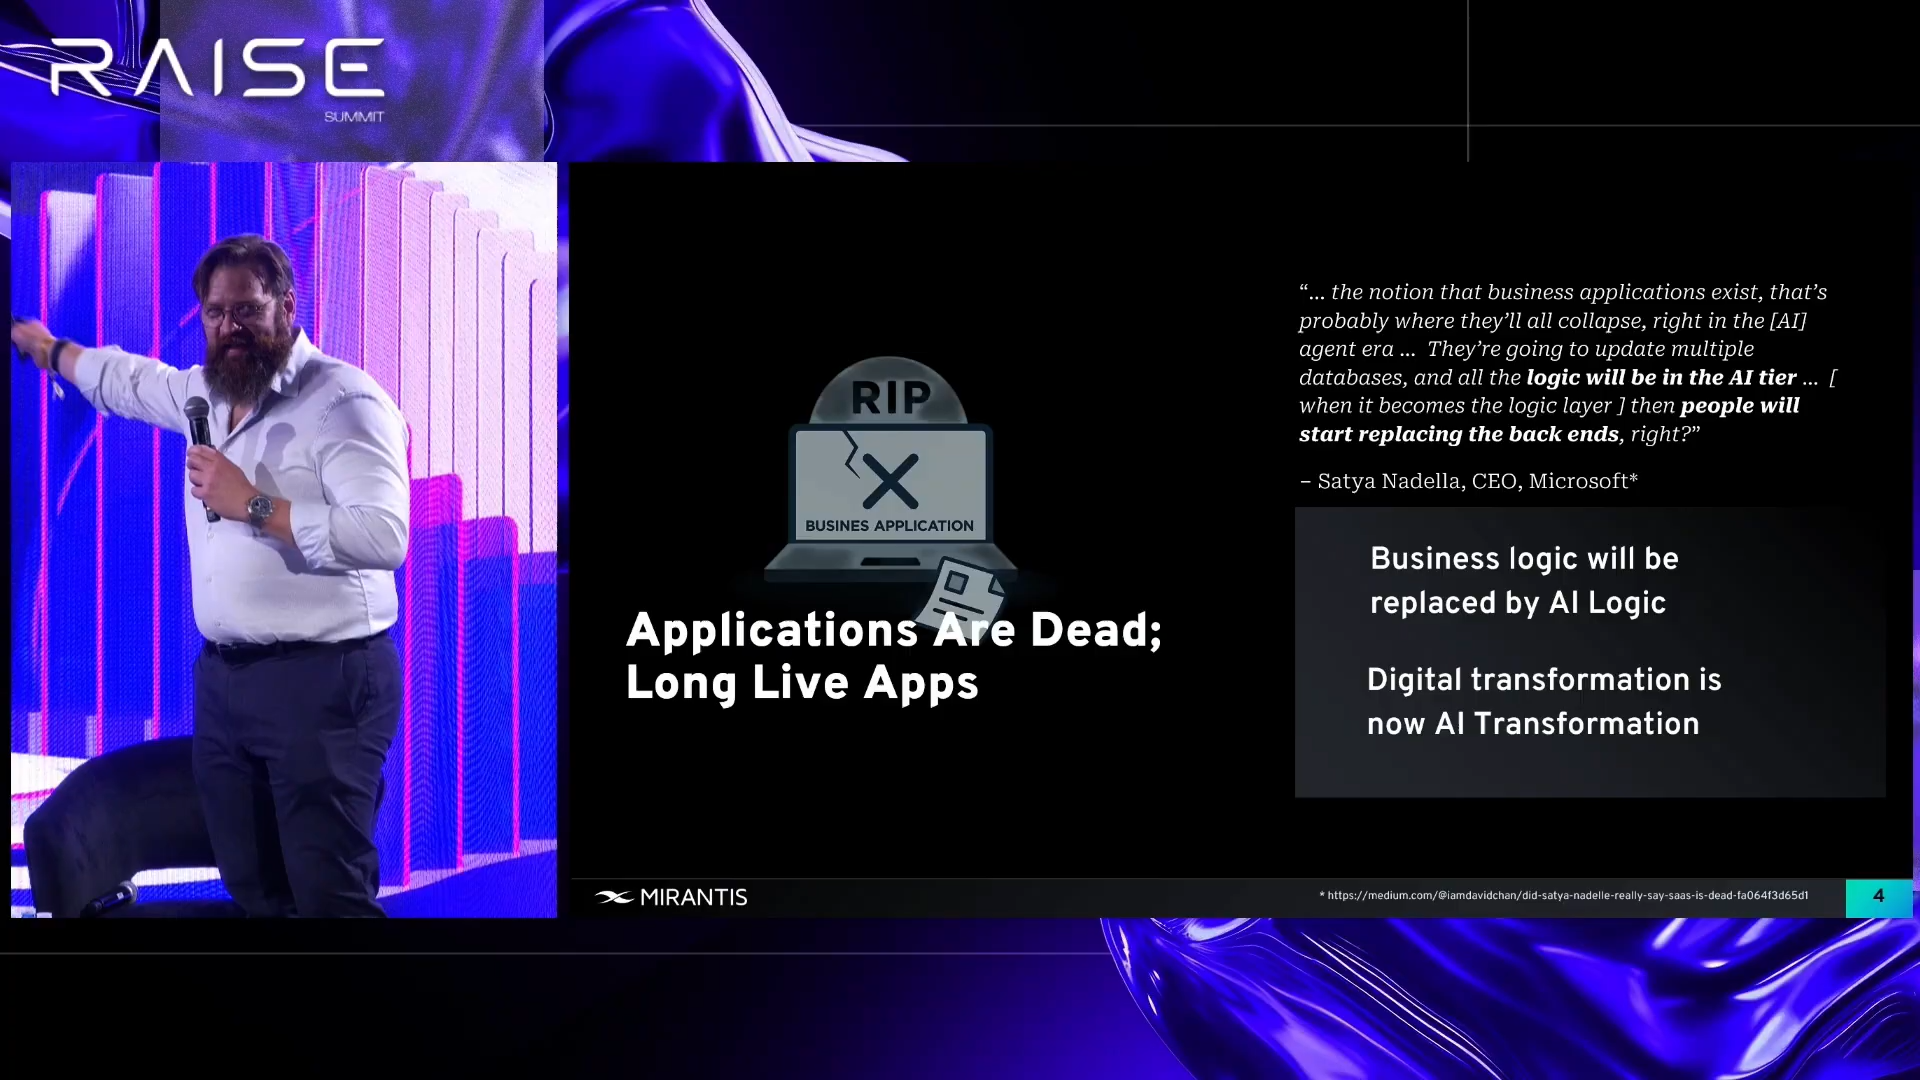 RAISE
SUMMIT
RIP
BUSINES APPLICATION
Applications Are Dead;
Long Live Apps
“... the notion that business applications exist, that’s
probably where they’ll all collapse, right in the [AI]
agent era ... They’re going to update multiple
databases, and all the logic will be in the AI tier ... [
when it becomes the logic layer ] then people will
start replacing the back ends, right?”
– Satya Nadella, CEO, Microsoft*
Business logic will be
replaced by AI Logic
Digital transformation is
now AI Transformation
MIRANTIS
* https://medium.com/@iamdavidchan/did-satya-nadelle-really-say-saas-is-dead-fa064f3d65d1
4